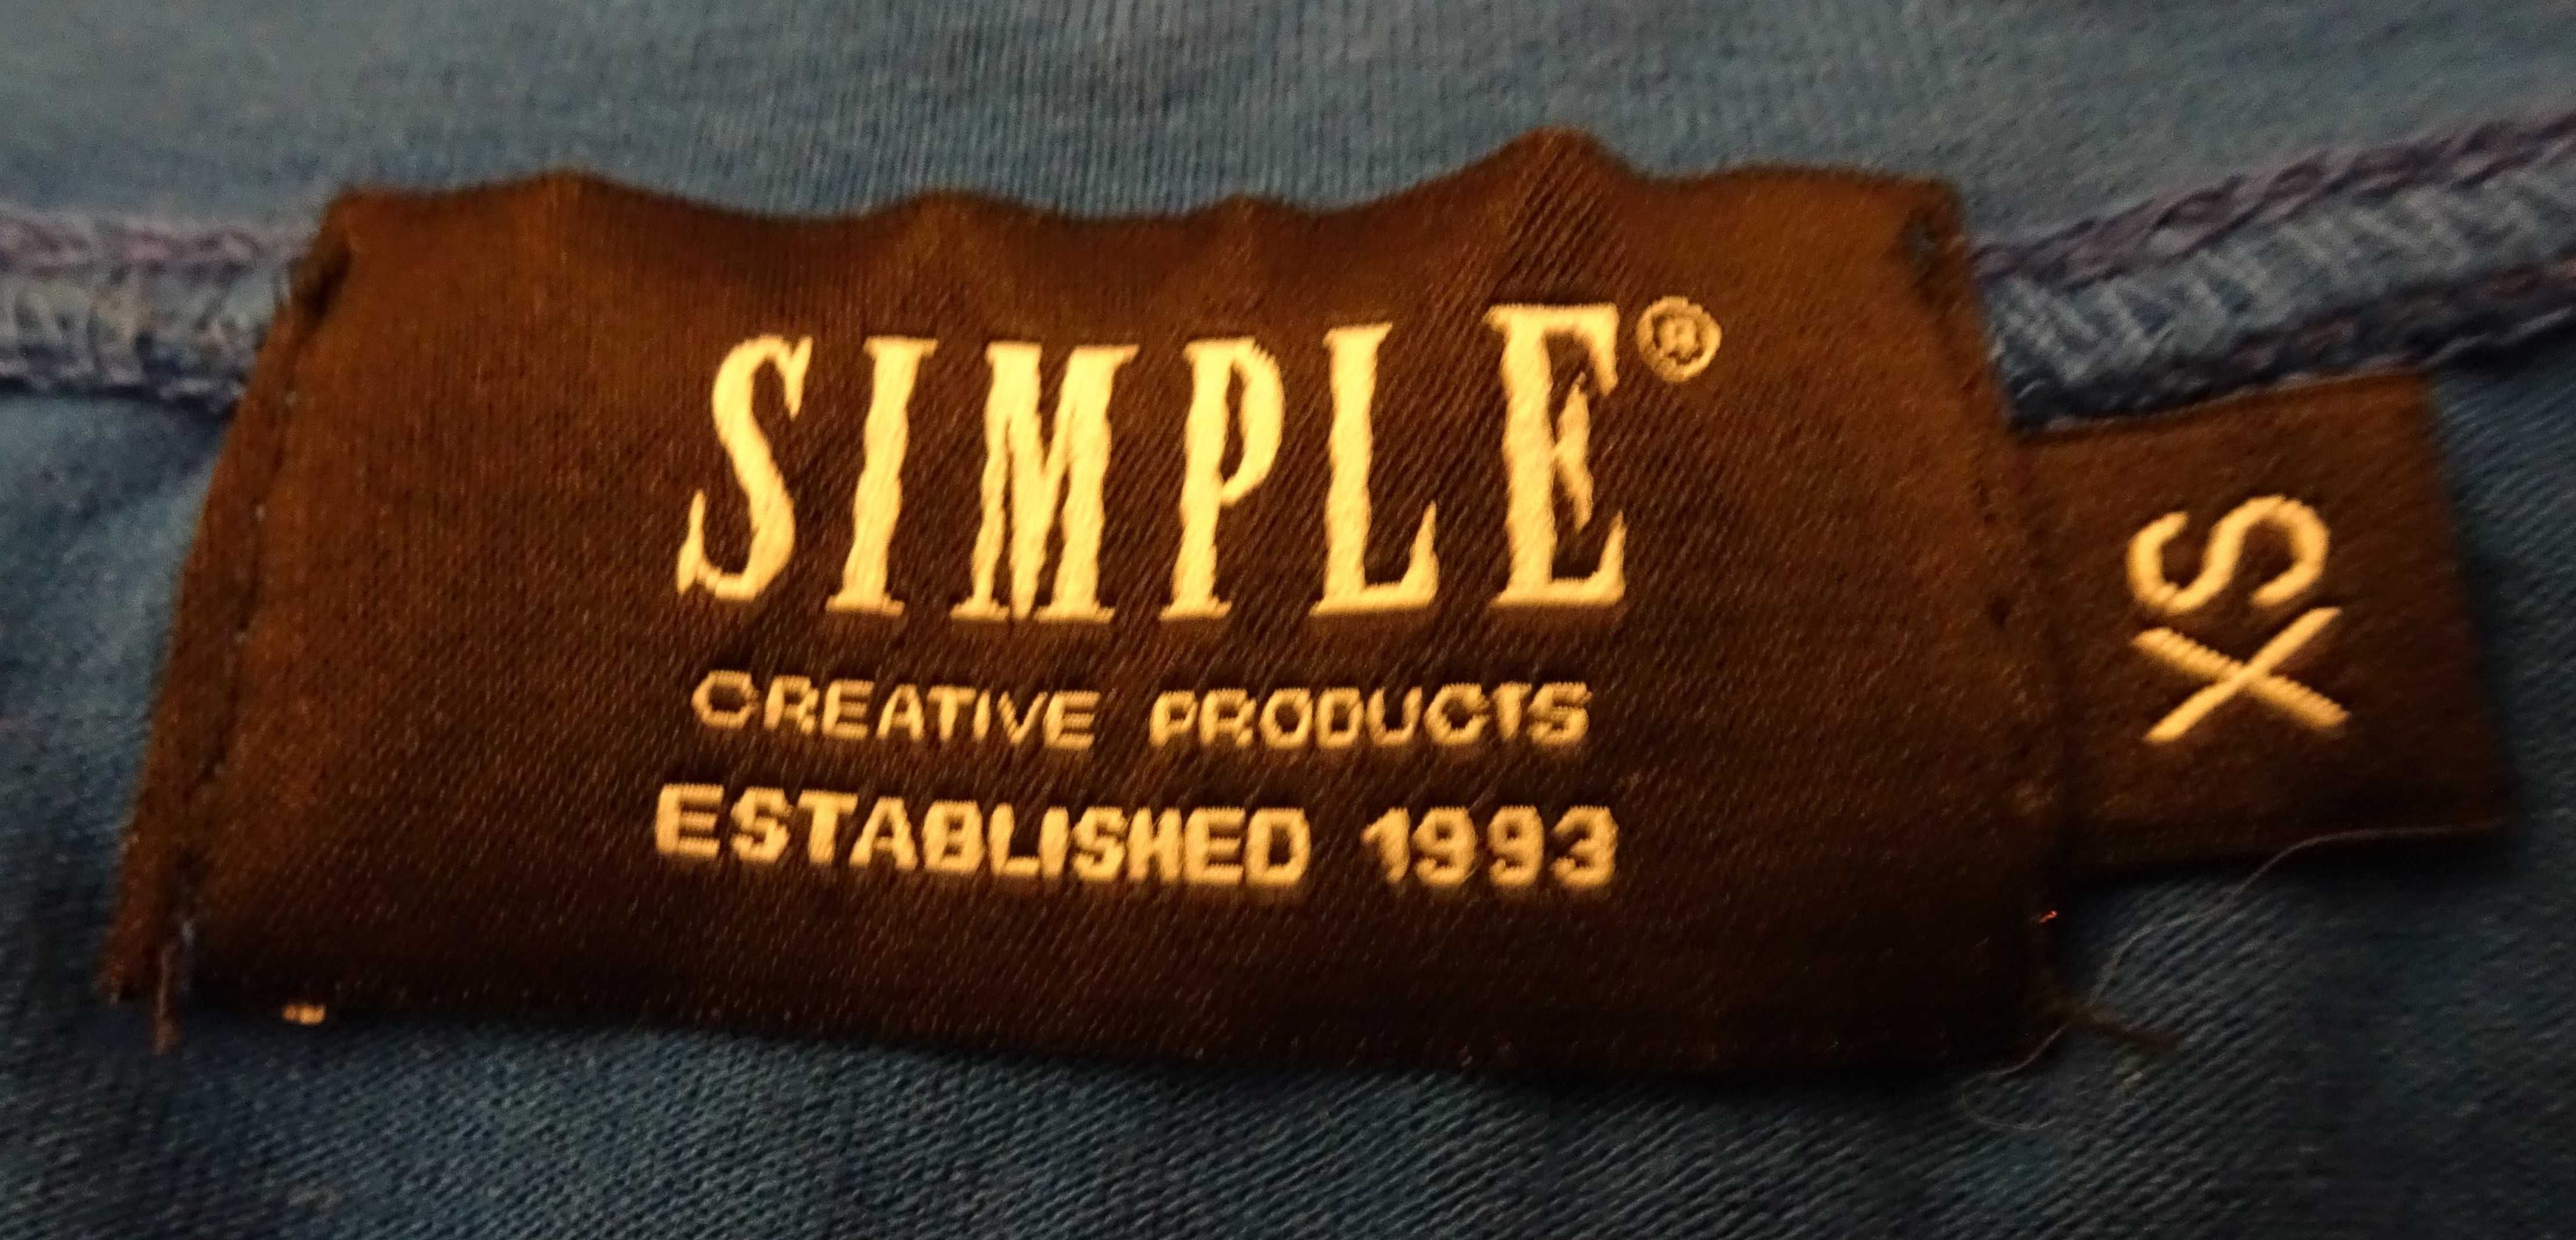 SIMPLE®
CREATIVE PRODUCTS
ESTABLISHED 1993
XS